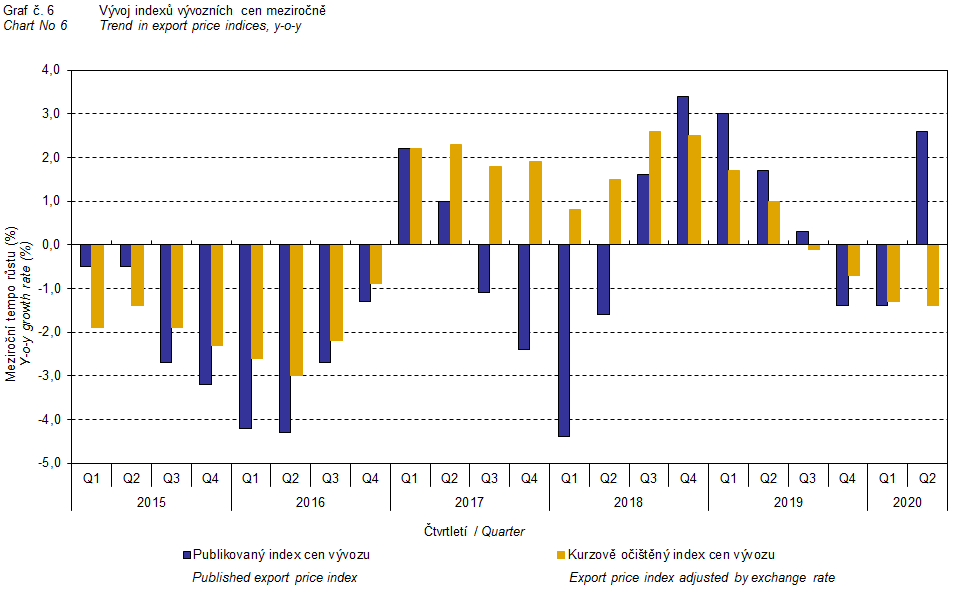 Graf č. 6 Vývoj indexů vývozních cen meziročně
Chart No 6 Trend in export price indices, y-o-y
4,0
3,0
2,0
1,0
0,0
-1,0
-2,0
-3,0
-4,0
-5,0
Meziroční tempo růstu (%)
Y-o-y growth rate (%)
Q1 Q2 Q3 Q4 Q1 Q2 Q3 Q4 Q1 Q2 Q3 Q4 Q1 Q2 Q3 Q4 Q1 Q2 Q3 Q4 Q1 Q2
2015 2016 2017 2018 2019 2020
Čtvrtletí / Quarter
Publikovaný index cen vývozu Kurzově očištěný index cen vývozu
Published export price index Export price index adjusted by exchange rate